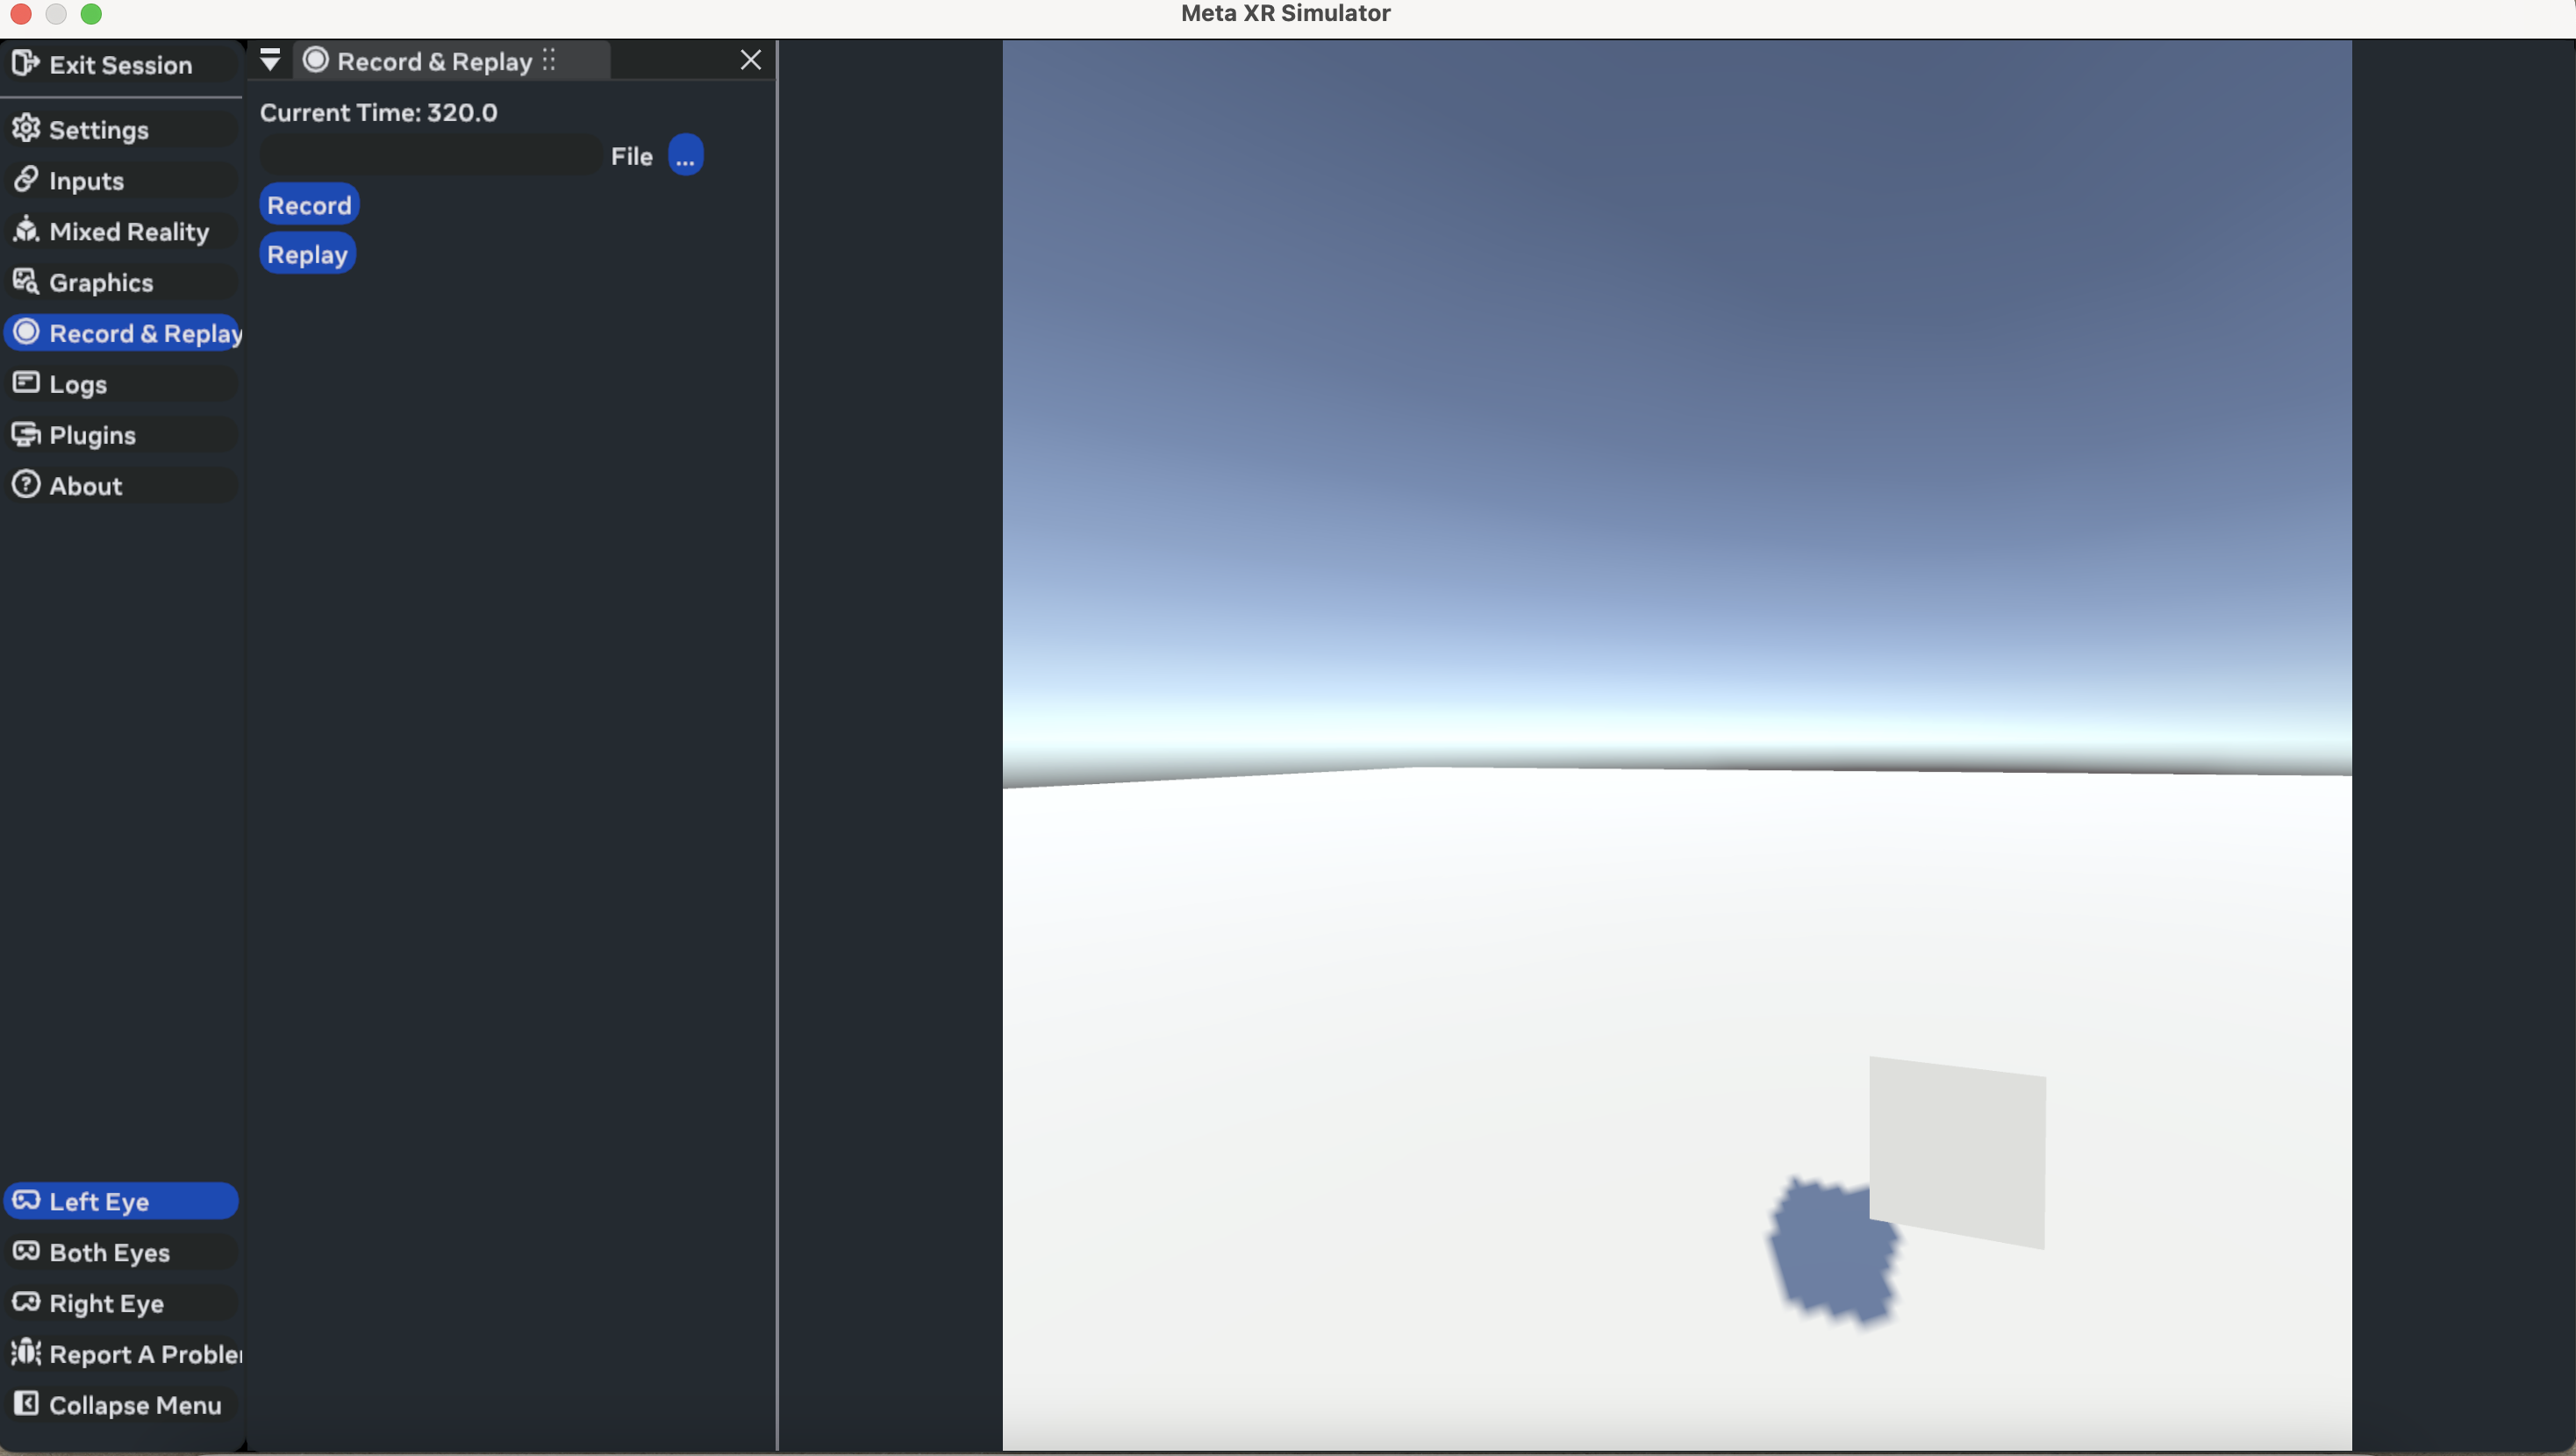 Meta XR Simulator
Exit Session
Settings
Inputs
Mixed Reality
Graphics
Record & Replay
Logs
Plugins
About
Left Eye
Both Eyes
Right Eye
Report A Proble
Collapse Menu
Record & Replay
Current Time: 320.0
File ...
Record
Replay